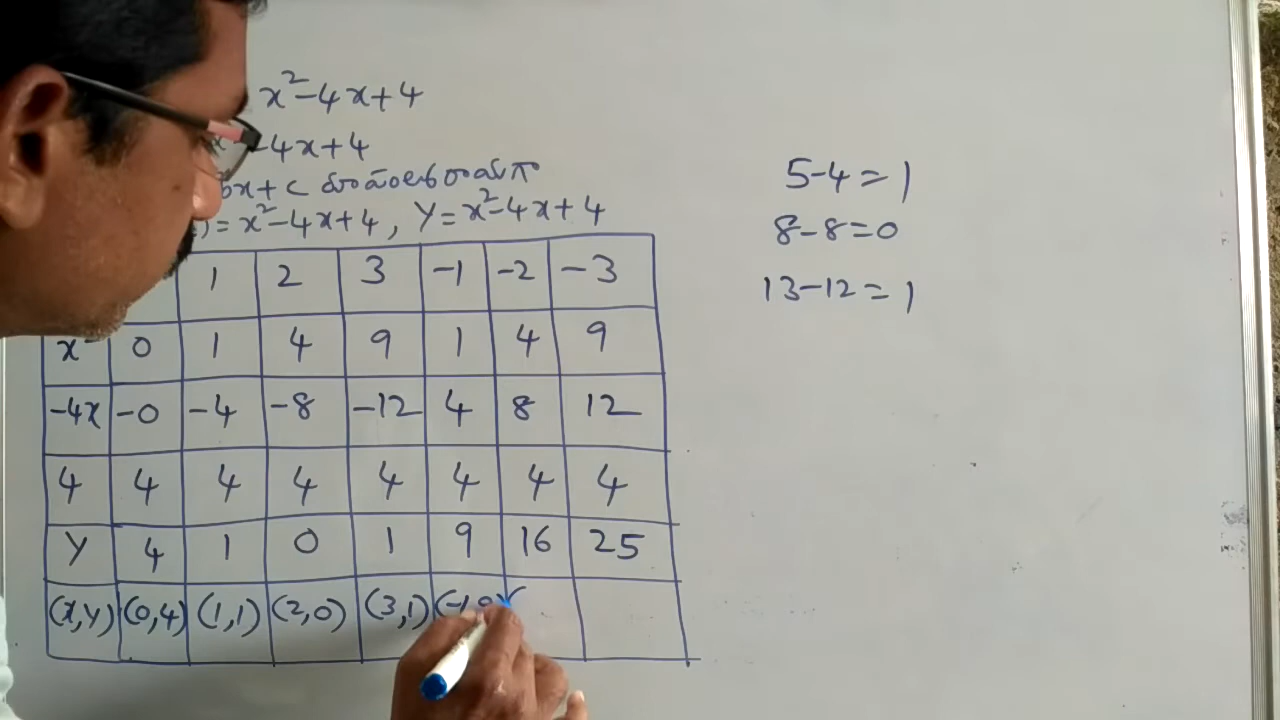 x²-4x+4
-4x+4
x+c
= x²-4x+4, Y = x²-4x+4
1 2 3 -1 -2 -3
x² 0 1 4 9 1 4 9
-4x -0 -4 -8 -12 4 8 12
4 4 4 4 4 4 4 4
Y 4 1 0 1 9 16 25
(x,y) (0,4) (1,1) (2,0) (3,1)
5-4=1
8-8=0
13-12=1